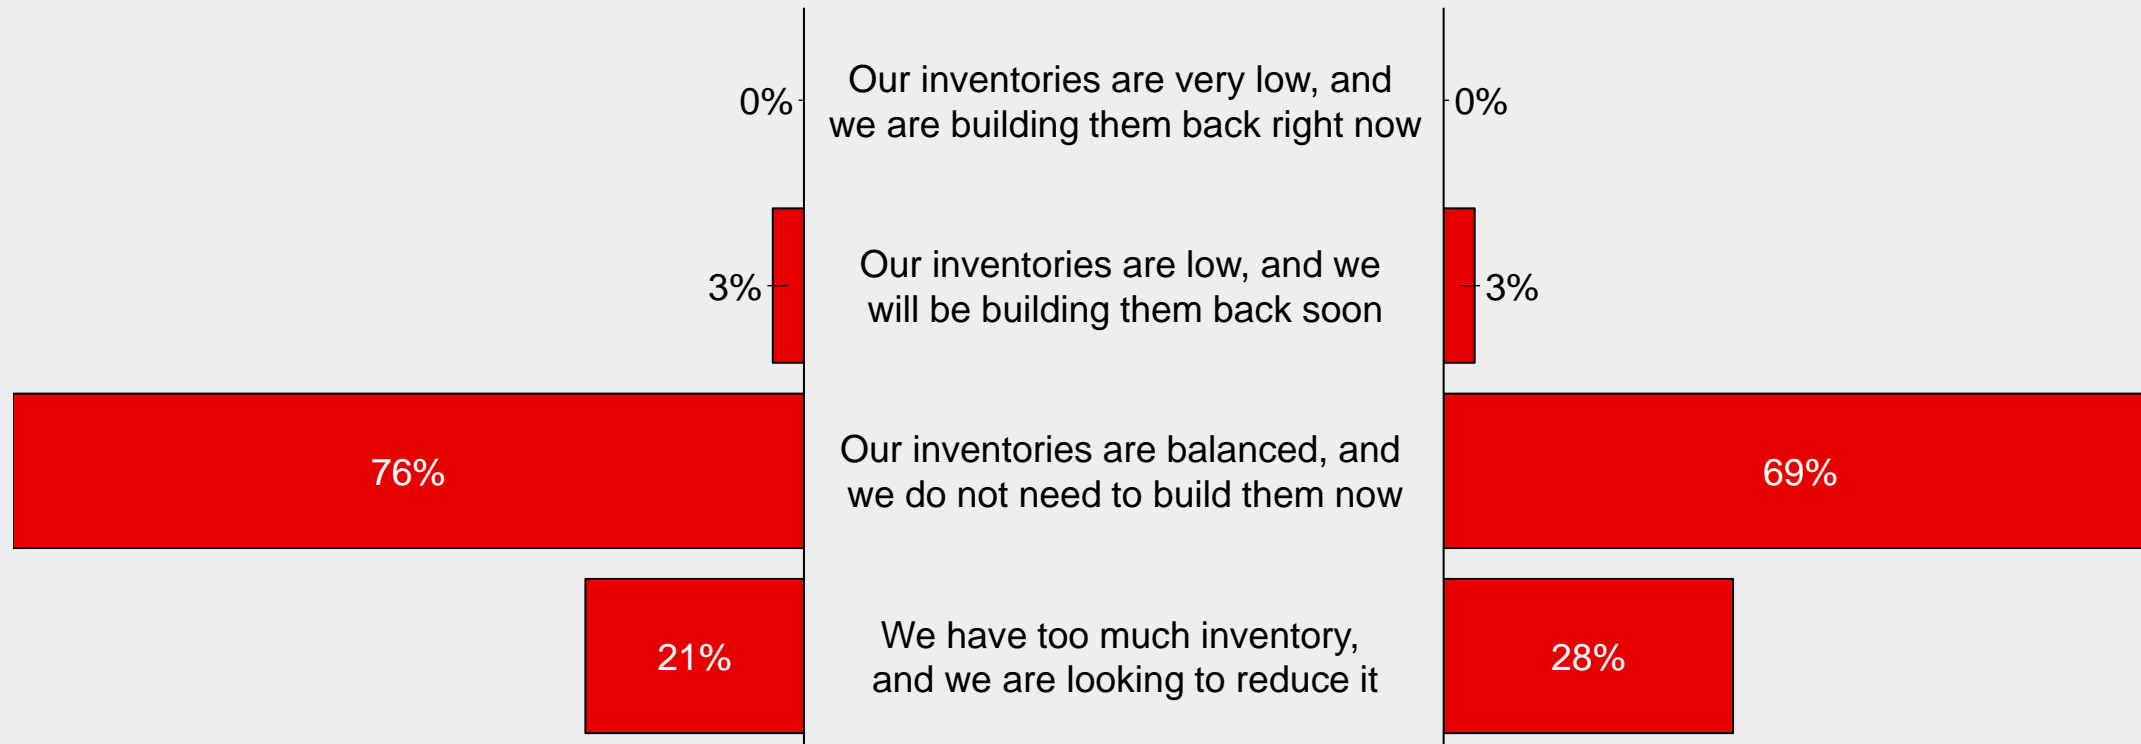 0%
Our inventories are very low, and
we are building them back right now
0%
3%
Our inventories are low, and we
will be building them back soon
3%
76%
Our inventories are balanced, and
we do not need to build them now
69%
21%
We have too much inventory,
and we are looking to reduce it
28%